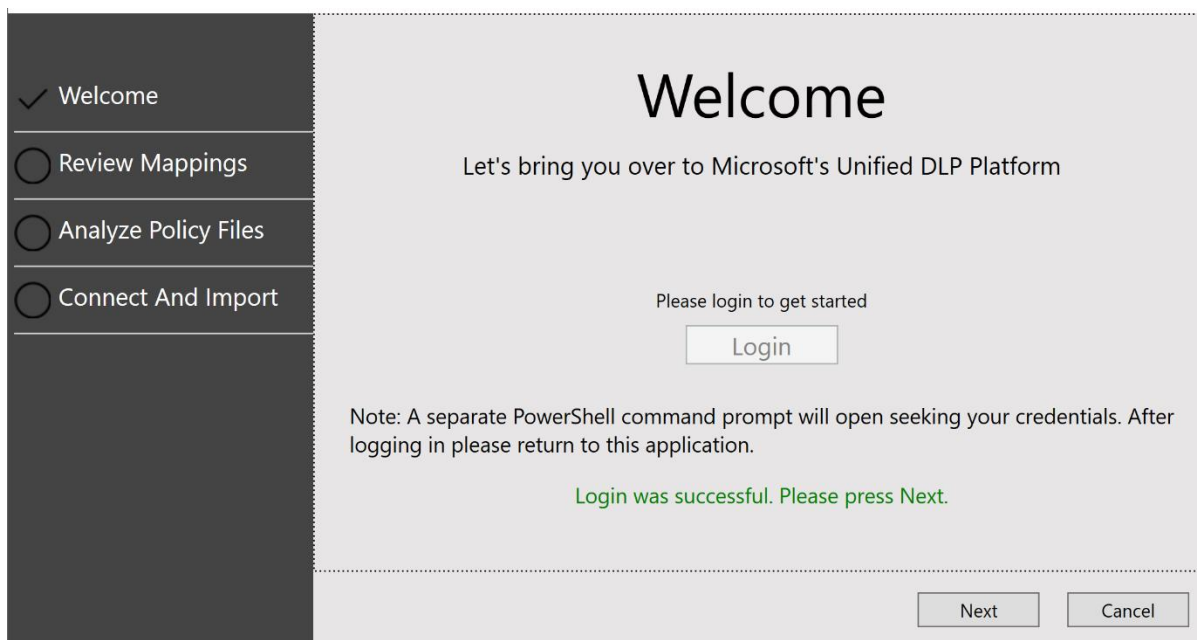 Welcome
Review Mappings
Analyze Policy Files
Connect And Import
Welcome
Let's bring you over to Microsoft's Unified DLP Platform
Please login to get started
Login
Note: A separate PowerShell command prompt will open seeking your credentials. After
logging in please return to this application.
Login was successful. Please press Next.
Next
Cancel